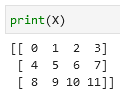 print(X)
[[ 0  1  2  3]
 [ 4  5  6  7]
 [ 8  9 10 11]]